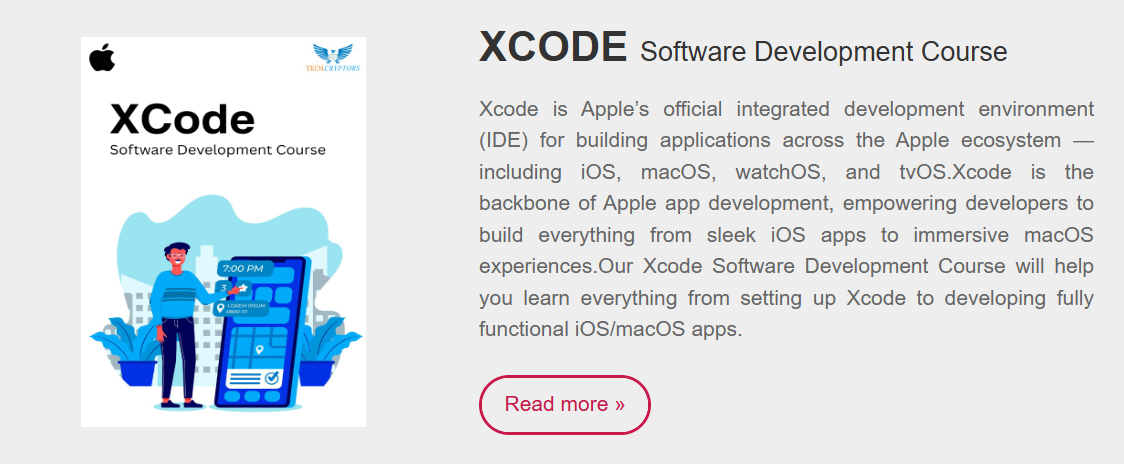 TECHCRYPTORS
XCode
Software Development Course
7:00 PM
3
LOREM IPSUM
XCODE Software Development Course
Xcode is Apple’s official integrated development environment
(IDE) for building applications across the Apple ecosystem —
including iOS, macOS, watchOS, and tvOS.Xcode is the
backbone of Apple app development, empowering developers to
build everything from sleek iOS apps to immersive macOS
experiences.Our Xcode Software Development Course will help
you learn everything from setting up Xcode to developing fully
functional iOS/macOS apps.
Read more »